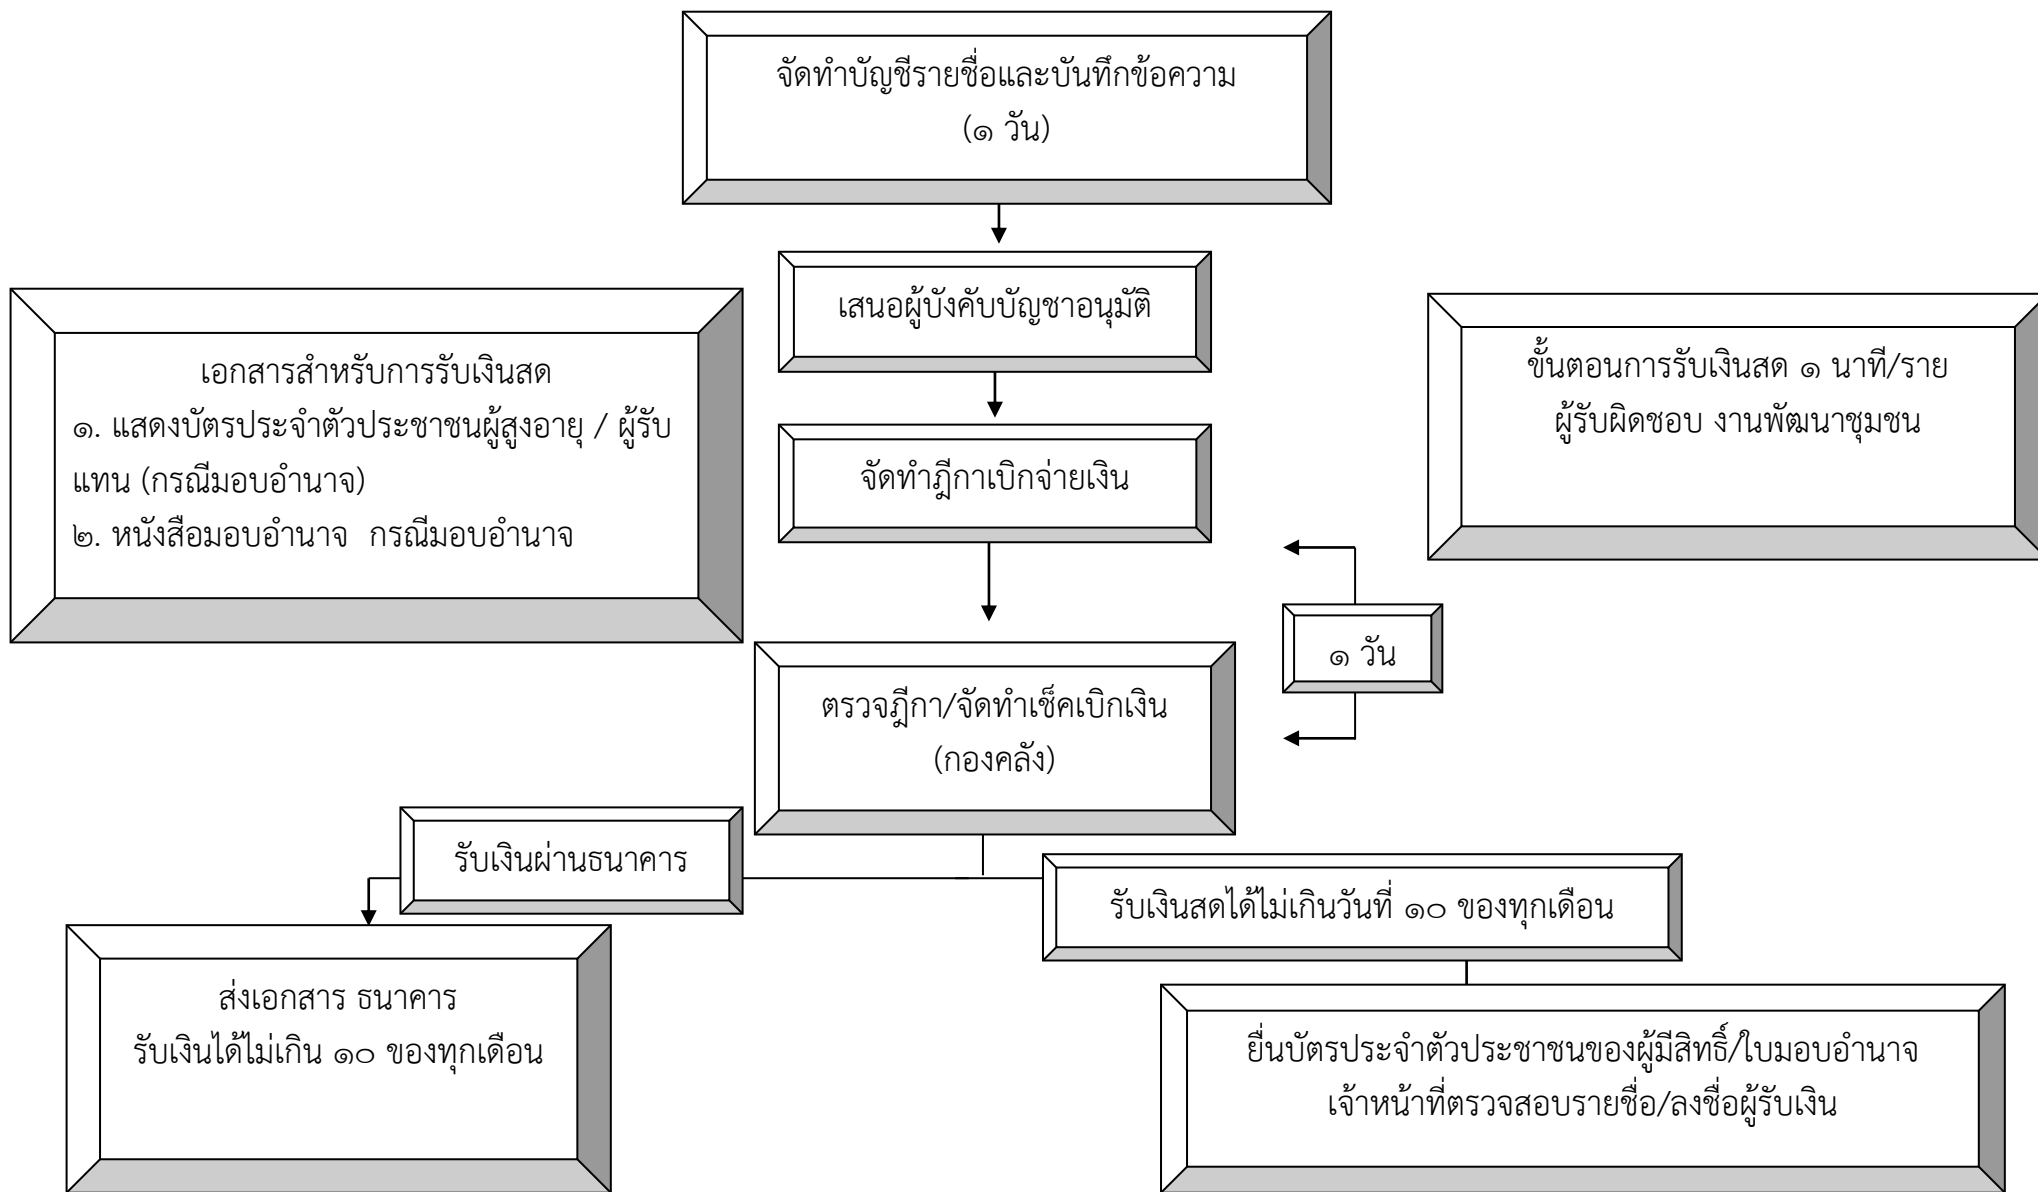 จัดทำบัญชีรายชื่อและบันทึกข้อความ
(๑ วัน)
เสนอผู้บังคับบัญชาอนุมัติ
เอกสารสำหรับการรับเงินสด
๑. แสดงบัตรประจำตัวประชาชนผู้สูงอายุ / ผู้รับ
แทน (กรณีมอบอำนาจ)
๒. หนังสือมอบอำนาจ กรณีมอบอำนาจ
ขั้นตอนการรับเงินสด ๑ นาที/ราย
ผู้รับผิดชอบ งานพัฒนาชุมชน
จัดทำฎีกาเบิกจ่ายเงิน
๑ วัน
ตรวจฎีกา/จัดทำเช็คเบิกเงิน
(กองคลัง)
รับเงินผ่านธนาคาร
รับเงินสดได้ไม่เกินวันที่ ๑๐ ของทุกเดือน
ส่งเอกสาร ธนาคาร
รับเงินได้ไม่เกิน ๑๐ ของทุกเดือน
ยื่นบัตรประจำตัวประชาชนของผู้มีสิทธิ์/ใบมอบอำนาจ
เจ้าหน้าที่ตรวจสอบรายชื่อ/ลงชื่อผู้รับเงิน